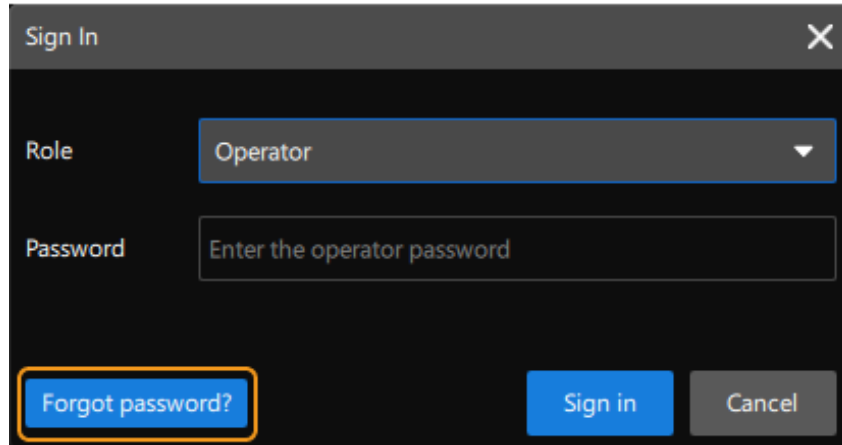 Sign In
Role
Operator
Password
Enter the operator password
Forgot password?
Sign in
Cancel